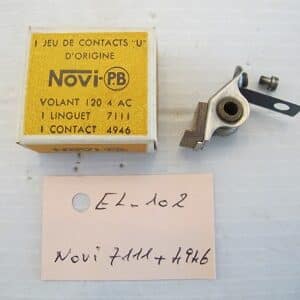 1 JEU DE CONTACTS "U"
D'ORIGINE
NOVI-PB
VOLANT 120 4 AC
1 LINGUET 7111
1 CONTACT 4946
EL-102
Novi 7111 + 4946